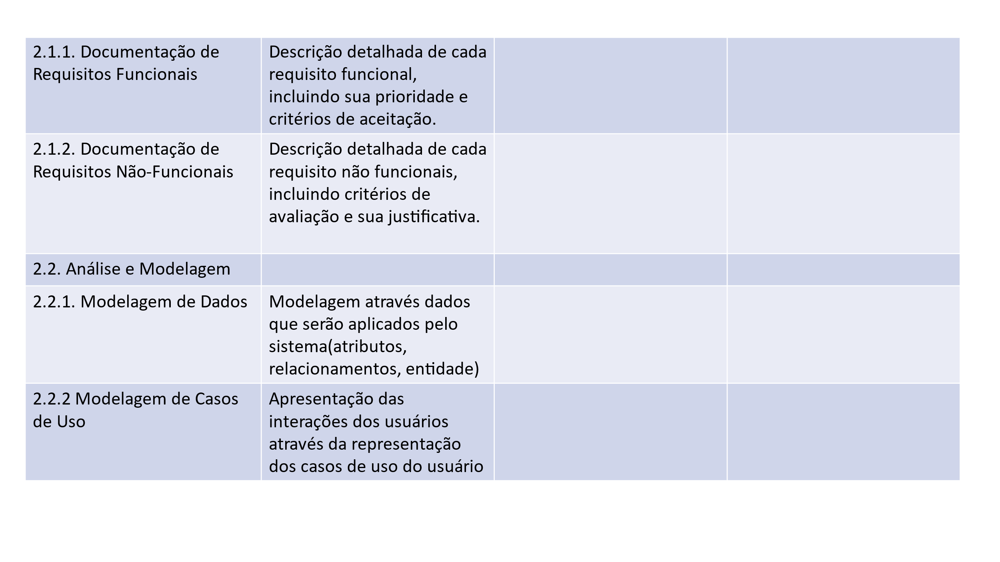 2.1.1. Documentação de
Requisitos Funcionais
Descrição detalhada de cada
requisito funcional,
incluindo sua prioridade e
critérios de aceitação.
2.1.2. Documentação de
Requisitos Não-Funcionais
Descrição detalhada de cada
requisito não funcionais,
incluindo critérios de
avaliação e sua justificativa.
2.2. Análise e Modelagem
2.2.1. Modelagem de Dados
Modelagem através dados
que serão aplicados pelo
sistema(atributos,
relacionamentos, entidade)
2.2.2 Modelagem de Casos
de Uso
Apresentação das
interações dos usuários
através da representação
dos casos de uso do usuário